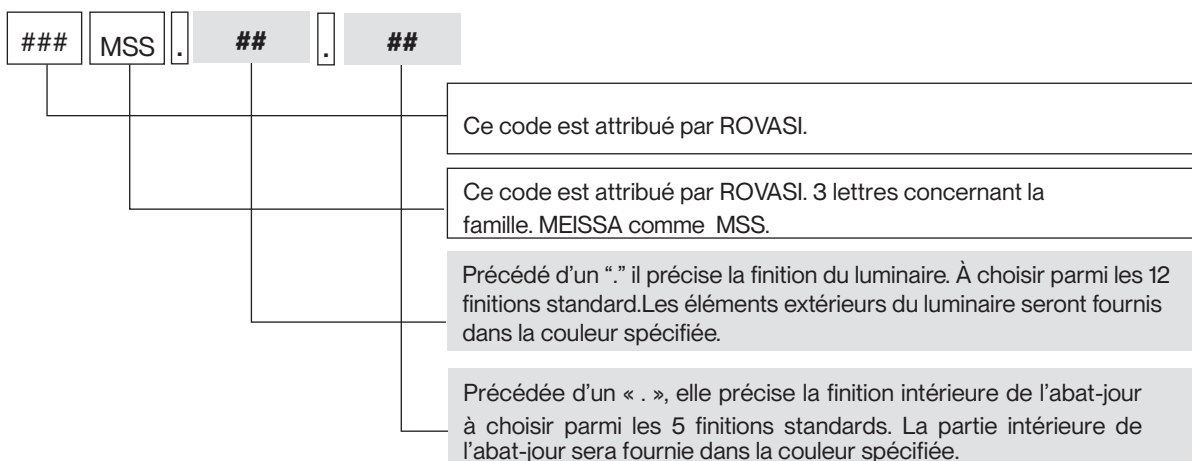 ### MSS . ## . ##
Ce code est attribué par ROVASI.
Ce code est attribué par ROVASI. 3 lettres concernant la
famille. MEISSA comme MSS.
Précédé d’un “.” il précise la finition du luminaire. À choisir parmi les 12
finitions standard.Les éléments extérieurs du luminaire seront fournis
dans la couleur spécifiée.
Précédée d’un « . », elle précise la finition intérieure de l’abat-jour
à choisir parmi les 5 finitions standards. La partie intérieure de
l’abat-jour sera fournie dans la couleur spécifiée.